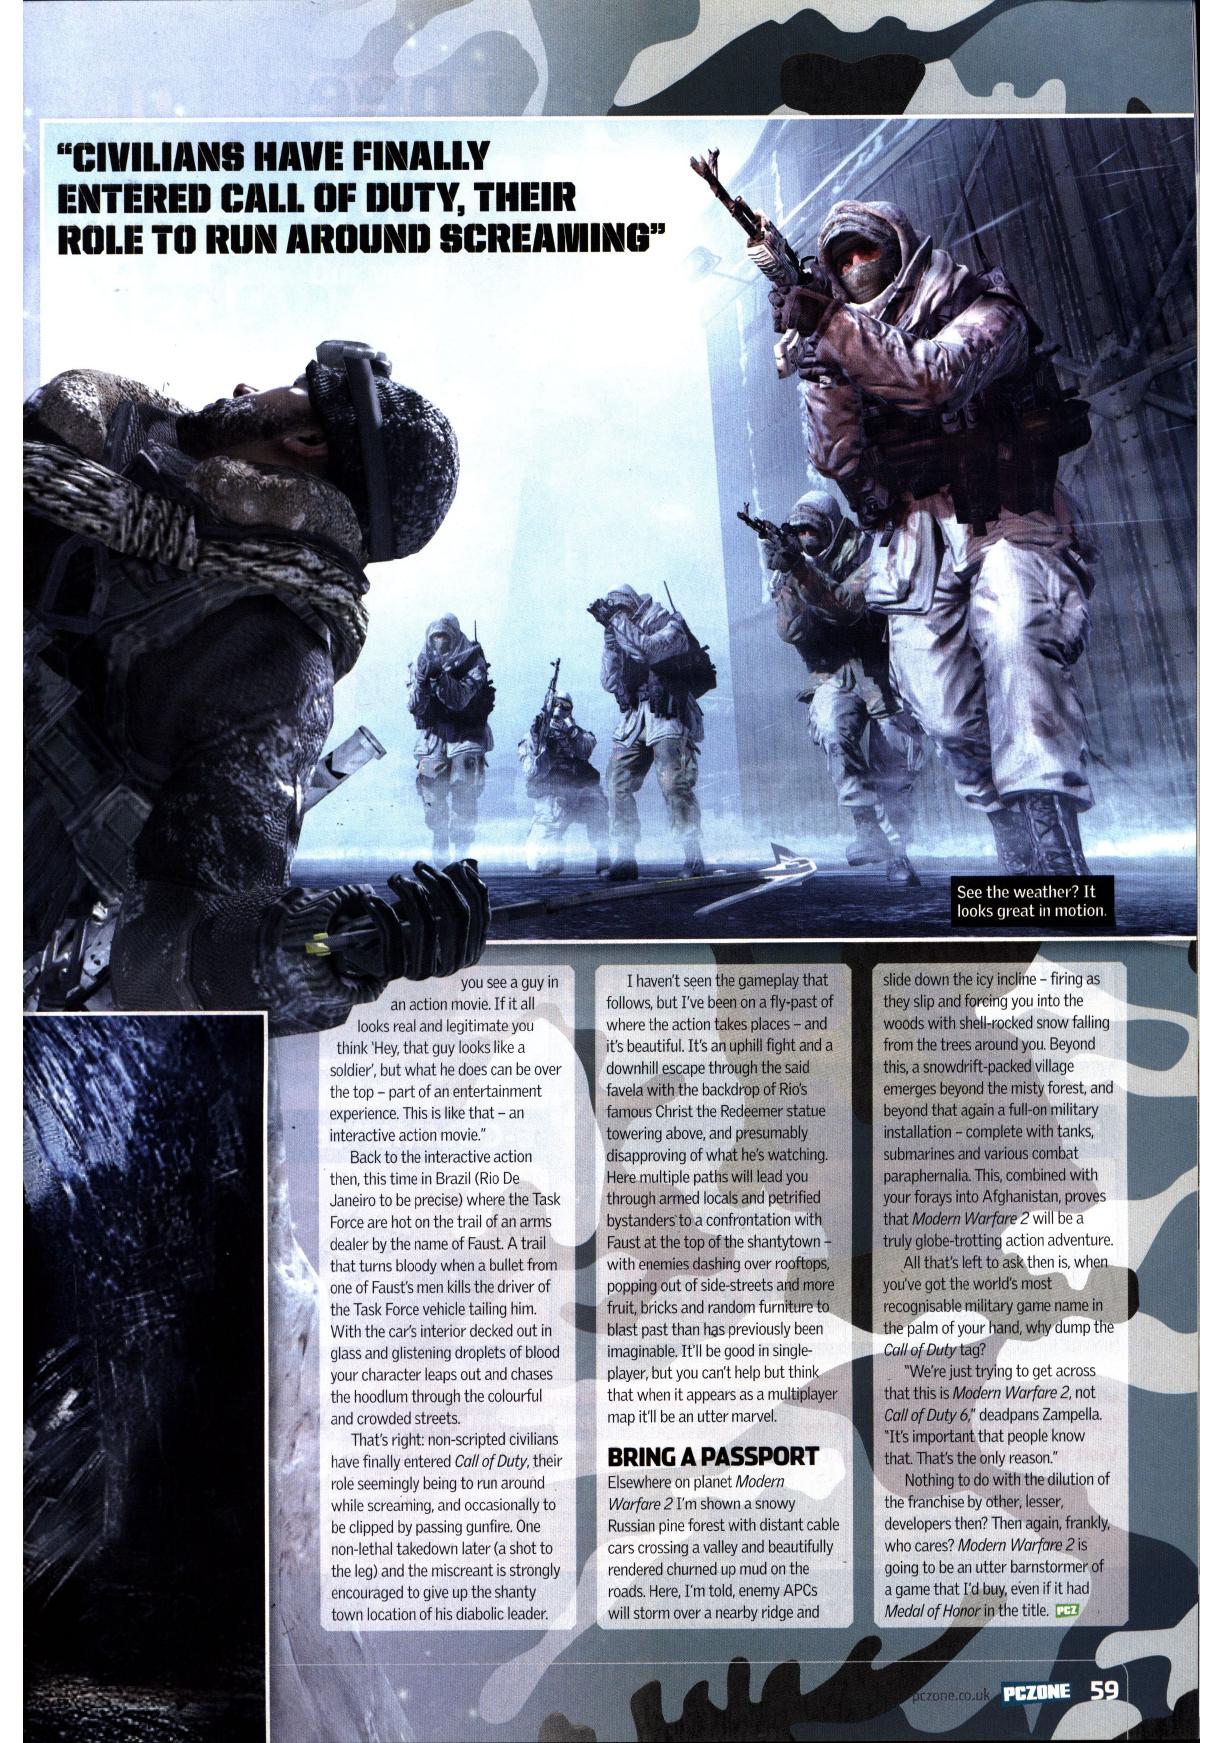 “CIVILIANS HAVE FINALLY
ENTERED CALL OF DUTY, THEIR
ROLE TO RUN AROUND SCREAMING”
See the weather? It
looks great in motion.
you see a guy in
an action movie. If it all
looks real and legitimate you
think ‘Hey, that guy looks like a
soldier’, but what he does can be over
the top – part of an entertainment
experience. This is like that – an
interactive action movie.”
Back to the interactive action
then, this time in Brazil (Rio De
Janeiro to be precise) where the Task
Force are hot on the trail of an arms
dealer by the name of Faust. A trail
that turns bloody when a bullet from
one of Faust’s men kills the driver of
the Task Force vehicle tailing him.
With the car’s interior decked out in
glass and glistening droplets of blood
your character leaps out and chases
the hoodlum through the colourful
and crowded streets.
That’s right: non-scripted civilians
have finally entered Call of Duty, their
role seemingly being to run around
while screaming, and occasionally to
be clipped by passing gunfire. One
non-lethal takedown later (a shot to
the leg) and the miscreant is strongly
encouraged to give up the shanty
town location of his diabolic leader.
I haven’t seen the gameplay that
follows, but I’ve been on a fly-past of
where the action takes places – and
it’s beautiful. It’s an uphill fight and a
downhill escape through the said
favela with the backdrop of Rio’s
famous Christ the Redeemer statue
towering above, and presumably
disapproving of what he’s watching.
Here multiple paths will lead you
through armed locals and petrified
bystanders to a confrontation with
Faust at the top of the shantytown –
with enemies dashing over rooftops,
popping out of side-streets and more
fruit, bricks and random furniture to
blast past than has previously been
imaginable. It’ll be good in single-
player, but you can’t help but think
that when it appears as a multiplayer
map it’ll be an utter marvel.
BRING A PASSPORT
Elsewhere on planet Modern
Warfare 2 I’m shown a snowy
Russian pine forest with distant cable
cars crossing a valley and beautifully
rendered churned up mud on the
roads. Here, I’m told, enemy APCs
will storm over a nearby ridge and
slide down the icy incline – firing as
they slip and forcing you into the
woods with shell-rocked snow falling
from the trees around you. Beyond
this, a snowdrift-packed village
emerges beyond the misty forest, and
beyond that again a full-on military
installation – complete with tanks,
submarines and various combat
paraphernalia. This, combined with
your forays into Afghanistan, proves
that Modern Warfare 2 will be a
truly globe-trotting action adventure.
All that’s left to ask then is, when
you’ve got the world’s most
recognisable military game name in
the palm of your hand, why dump the
Call of Duty tag?
“We’re just trying to get across
that this is Modern Warfare 2, not
Call of Duty 6,” deadpans Zampella.
“It’s important that people know
that. That’s the only reason.”
Nothing to do with the dilution of
the franchise by other, lesser,
developers then? Then again, frankly,
who cares? Modern Warfare 2 is
going to be an utter barnstormer of
a game that I’d buy, even if it had
Medal of Honor in the title. PCZ
pczone.co.uk PCZONE 59